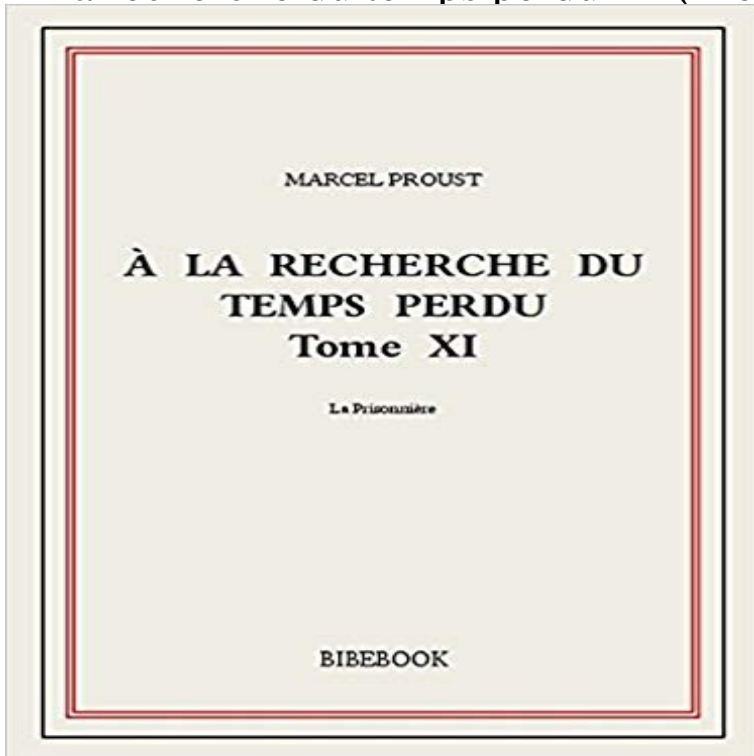 MARCEL PROUST
À LA RECHERCHE DU
TEMPS PERDU
Tome XI
La Prisonnière
BIBEBOOK